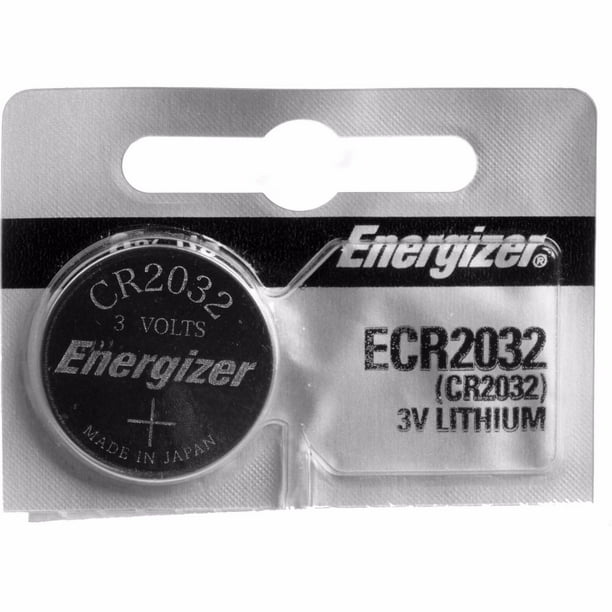 Energizer®
ECR2032
(CR2032)
3V LITHIUM
CR2032
3 VOLTS
Energizer
+
MADE IN JAPAN